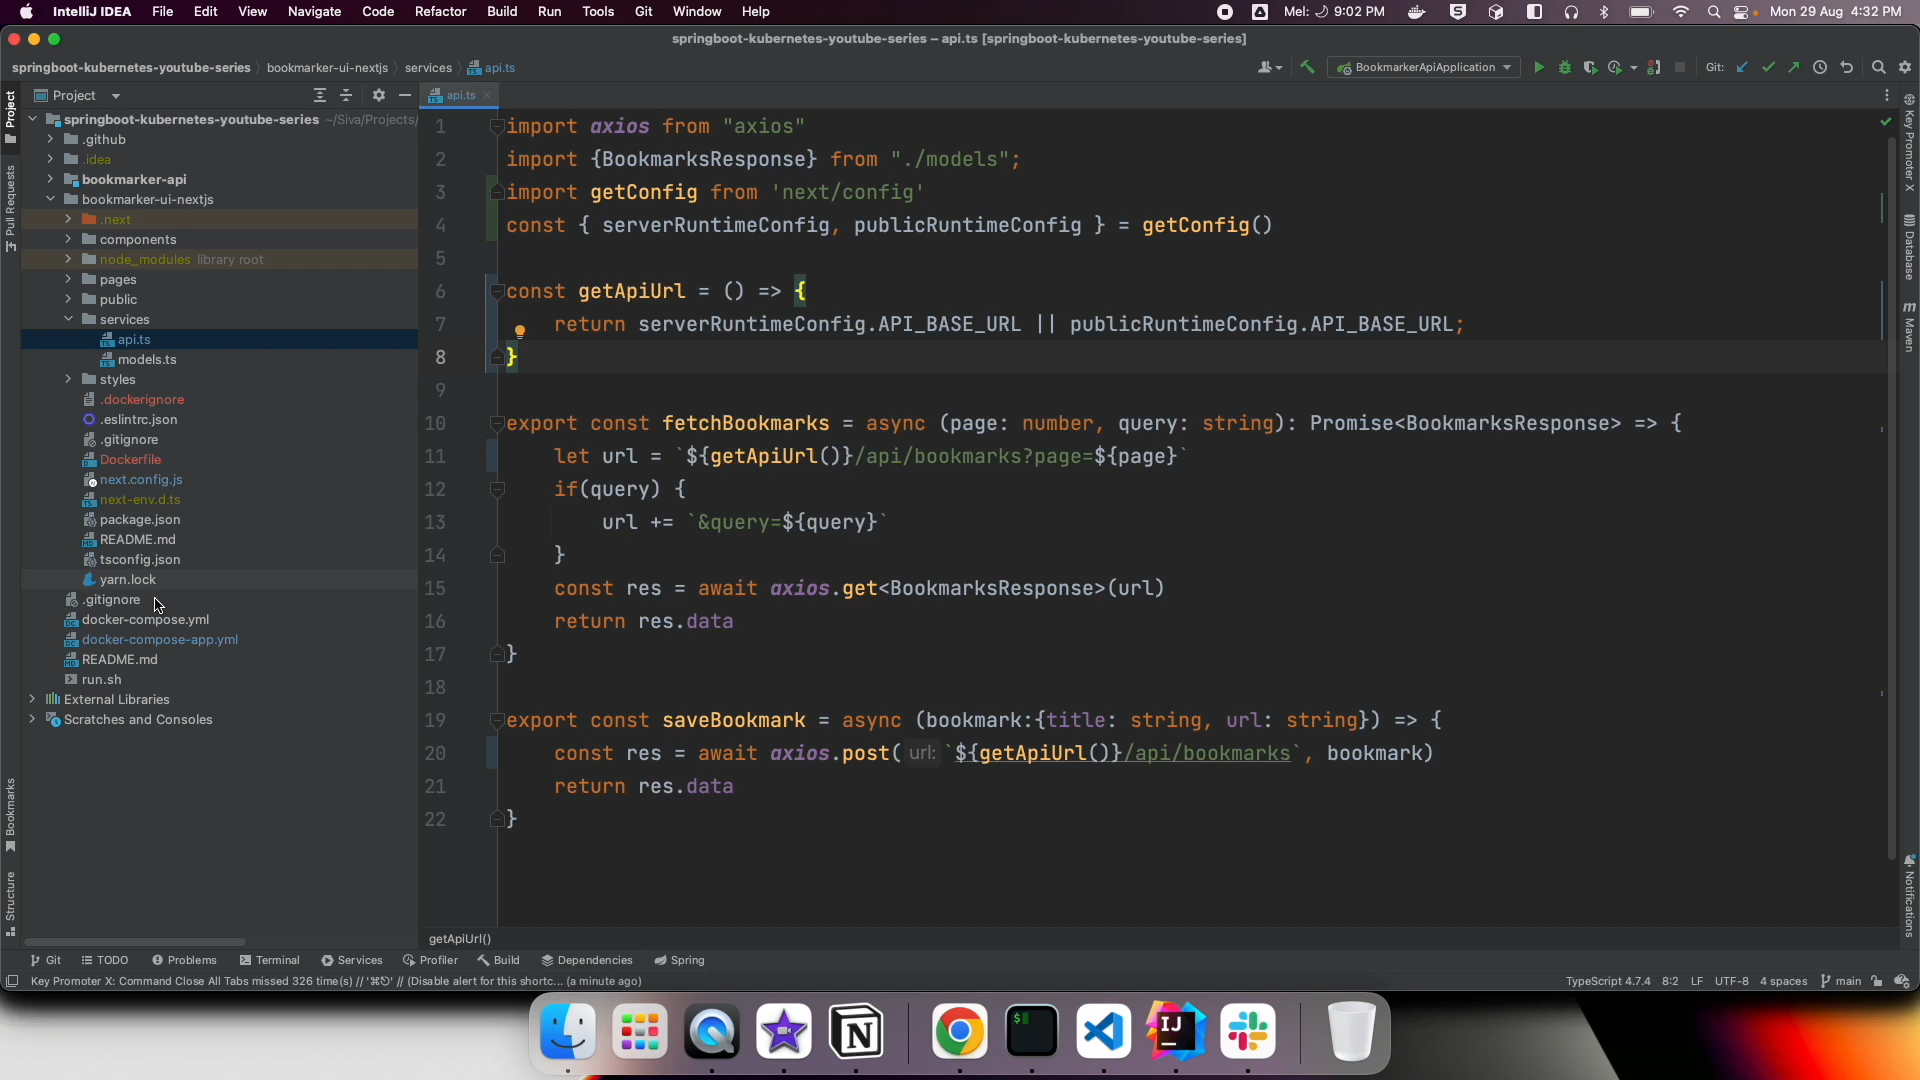 IntelliJ IDEA File Edit View Navigate Code Refactor Build Run Tools Git Window Help Mel: 9:02 PM Mon 29 Aug 4:32 PM
springboot-kubernetes-youtube-series – api.ts [springboot-kubernetes-youtube-series]
springboot-kubernetes-youtube-series bookmarker-ui-nextjs services api.ts BookmarkerApiApplication Git:
Project
api.ts
springboot-kubernetes-youtube-series ~/Siva/Projects/
.github
.idea
bookmarker-api
bookmarker-ui-nextjs
.next
components
node_modules library root
pages
public
services
api.ts
models.ts
styles
.dockerignore
.eslintrc.json
.gitignore
Dockerfile
next.config.js
next-env.d.ts
package.json
README.md
tsconfig.json
yarn.lock
.gitignore
docker-compose.yml
docker-compose-app.yml
README.md
run.sh
External Libraries
Scratches and Consoles
Project
Pull Requests
Bookmarks
Structure
1 import axios from "axios"
2 import {BookmarksResponse} from "./models";
3 import getConfig from 'next/config'
4 const { serverRuntimeConfig, publicRuntimeConfig } = getConfig()
5
6 const getApiUrl = () => {
7 return serverRuntimeConfig.API_BASE_URL || publicRuntimeConfig.API_BASE_URL;
8 }
9
10 export const fetchBookmarks = async (page: number, query: string): Promise<BookmarksResponse> => {
11 let url = `${getApiUrl()}/api/bookmarks?page=${page}`
12 if(query) {
13 url += `&query=${query}`
14 }
15 const res = await axios.get<BookmarksResponse>(url)
16 return res.data
17 }
18
19 export const saveBookmark = async (bookmark:{title: string, url: string}) => {
20 const res = await axios.post( url: `${getApiUrl()}/api/bookmarks`, bookmark)
21 return res.data
22 }
Key Promoter X
Database
m Maven
Notifications
getApiUrl()
Git TODO Problems Terminal Services Profiler Build Dependencies Spring
Key Promoter X: Command Close All Tabs missed 326 time(s) // '⌘⎋' // (Disable alert for this shortc... (a minute ago) TypeScript 4.7.4 8:2 LF UTF-8 4 spaces main
$ IJ